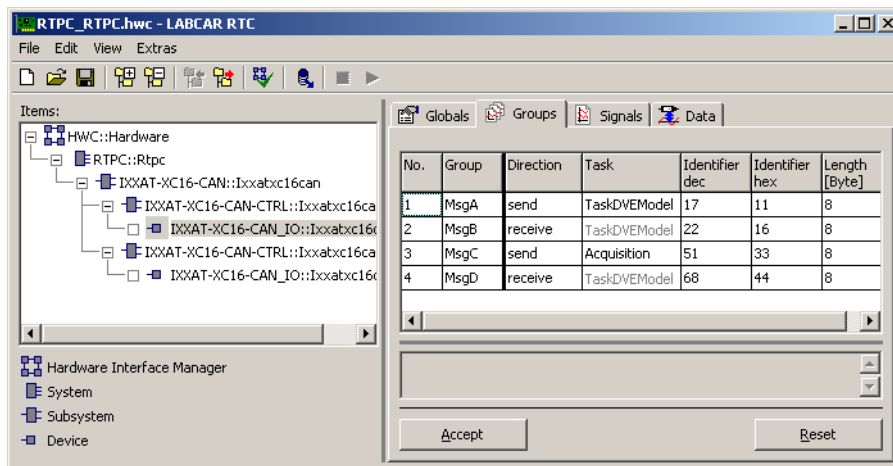 RTPC_RTPC.hwc - LABCAR RTC
File Edit View Extras
Items:
HWC::Hardware
RTPC::Rtpc
IXXAT-XC16-CAN::Ixxatxc16can
IXXAT-XC16-CAN-CTRL::Ixxatxc16ca
IXXAT-XC16-CAN_IO::Ixxatxc16c
IXXAT-XC16-CAN-CTRL::Ixxatxc16ca
IXXAT-XC16-CAN_IO::Ixxatxc16c
Hardware Interface Manager
System
Subsystem
Device
Globals Groups Signals Data
No. Group Direction Task Identifier dec Identifier hex Length [Byte]
1 MsgA send TaskDVEModel 17 11 8
2 MsgB receive TaskDVEModel 22 16 8
3 MsgC send Acquisition 51 33 8
4 MsgD receive TaskDVEModel 68 44 8
Accept Reset